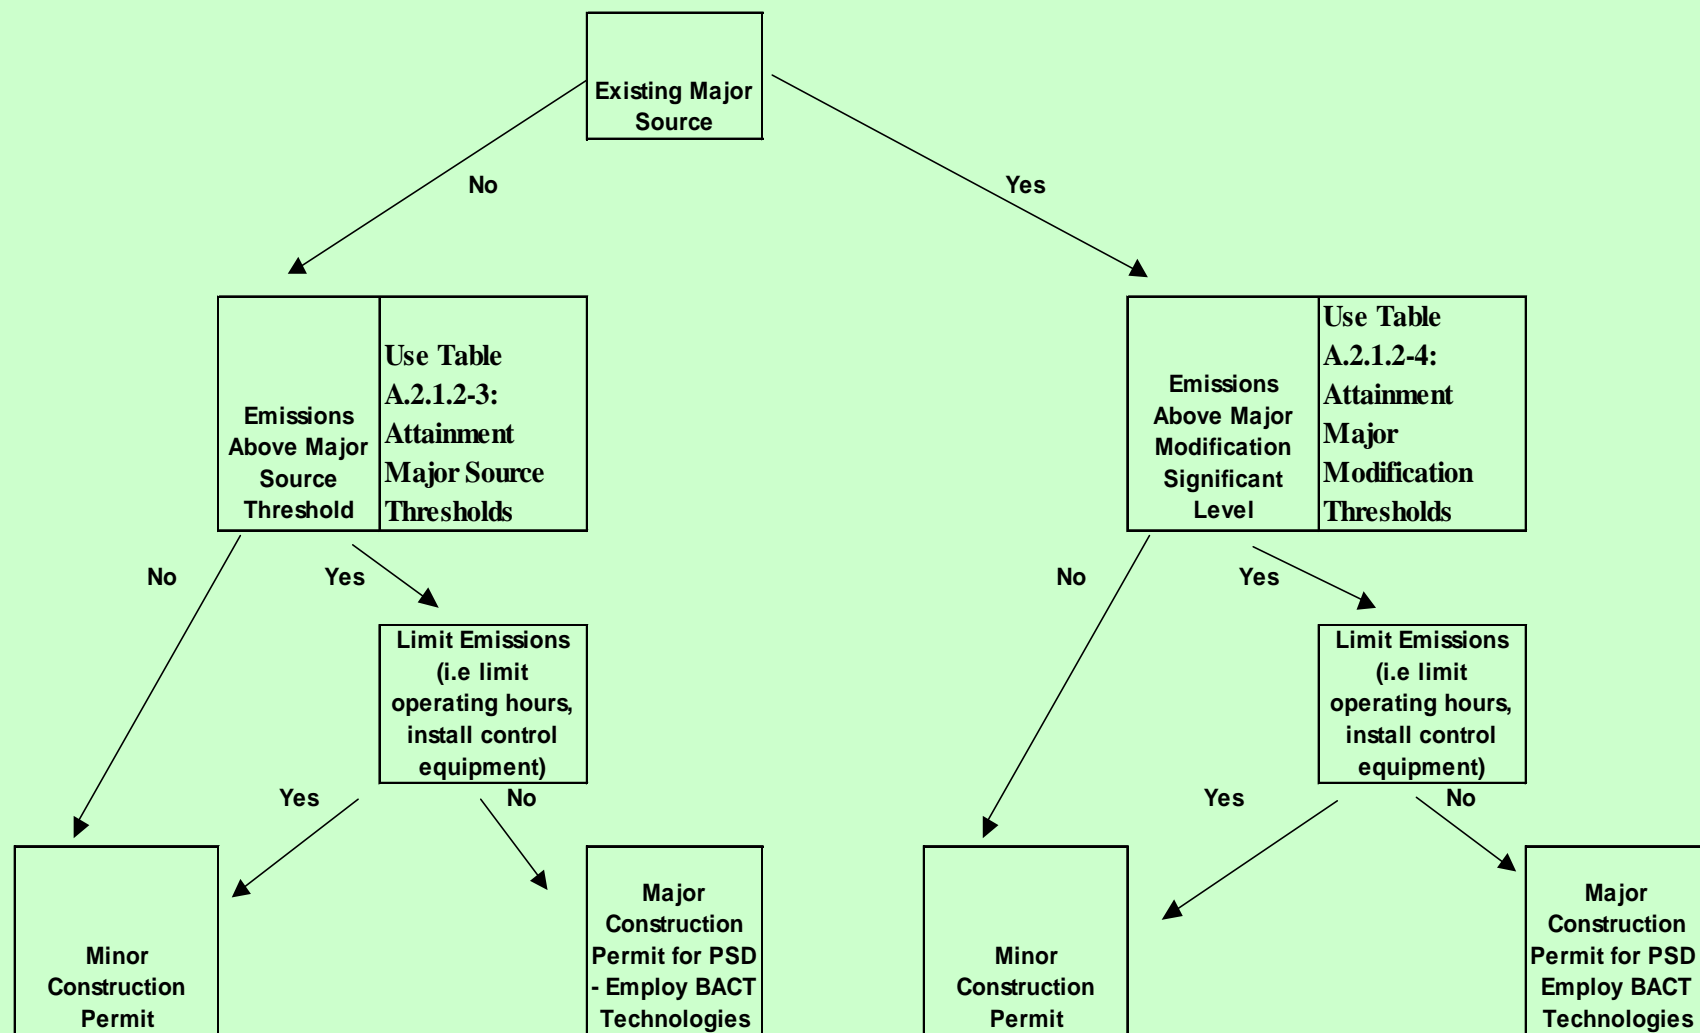 Existing Major
Source
No
Yes
Emissions
Above Major
Source
Threshold
Use Table
A.2.1.2-3:
Attainment
Major Source
Thresholds
Emissions
Above Major
Modification
Significant
Level
Use Table
A.2.1.2-4:
Attainment
Major
Modification
Thresholds
No
Yes
No
Yes
Limit Emissions
(i.e limit
operating hours,
install control
equipment)
Limit Emissions
(i.e limit
operating hours,
install control
equipment)
Yes
No
Yes
No
Minor
Construction
Permit
Major
Construction
Permit for PSD
- Employ BACT
Technologies
Minor
Construction
Permit
Major
Construction
Permit for PSD
Employ BACT
Technologies